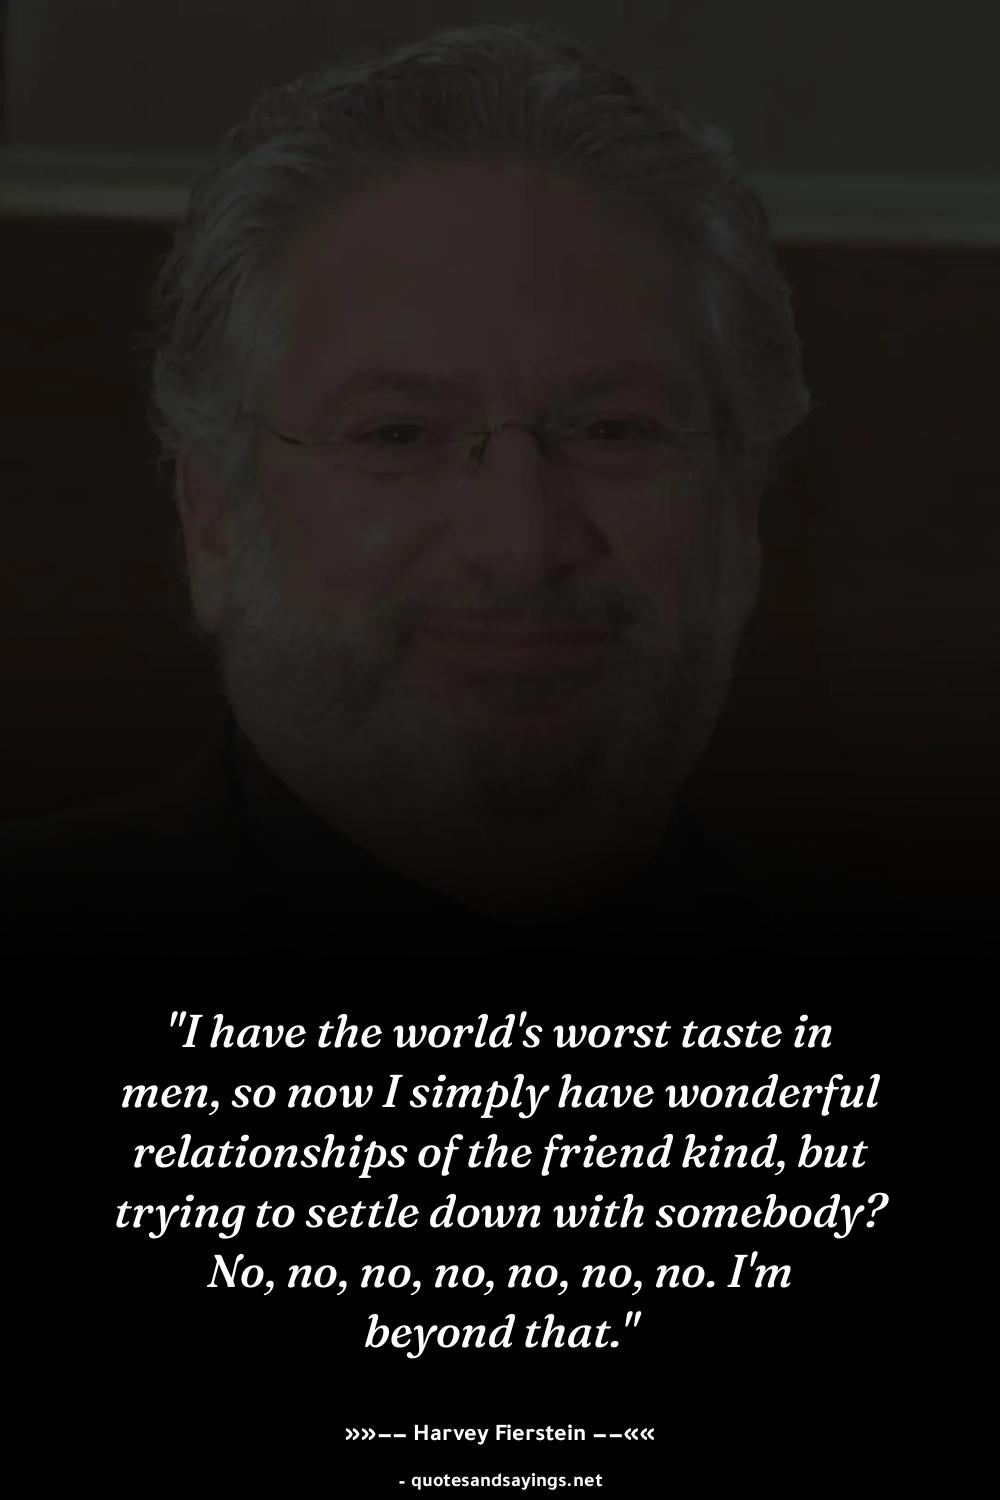 "I have the world's worst taste in
men, so now I simply have wonderful
relationships of the friend kind, but
trying to settle down with somebody?
No, no, no, no, no, no, no. I'm
beyond that."
»»−− Harvey Fierstein −−««
- quotesandsayings.net